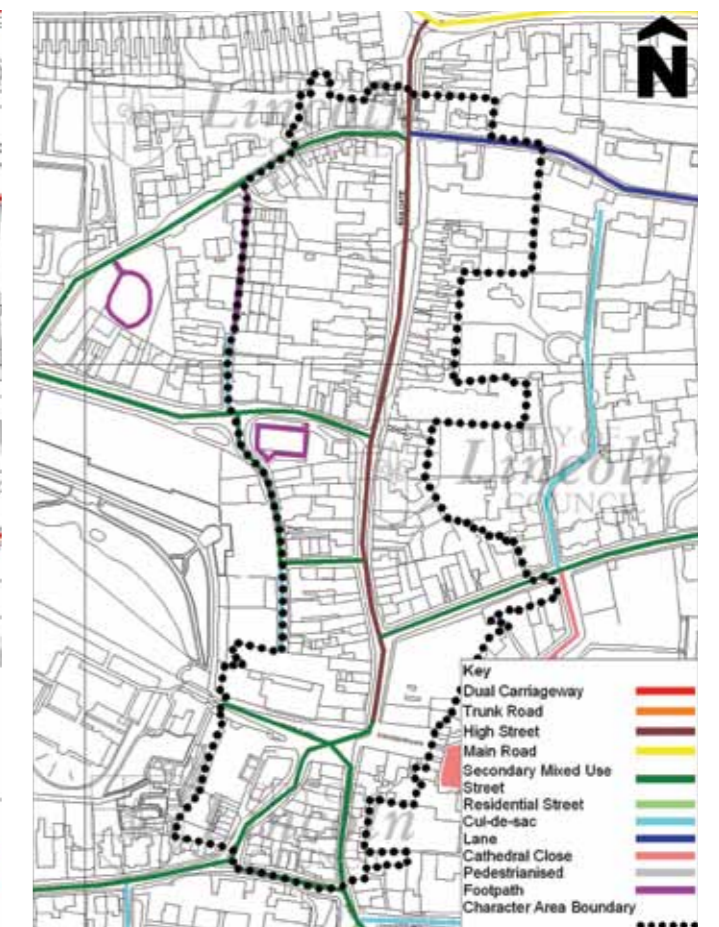 N
Lincoln
CITY OF
Lincoln
COUNCIL
Key
Dual Carriageway
Trunk Road
High Street
Main Road
Secondary Mixed Use
Street
Residential Street
Cul-de-sac
Lane
Cathedral Close
Pedestrianised
Footpath
Character Area Boundary